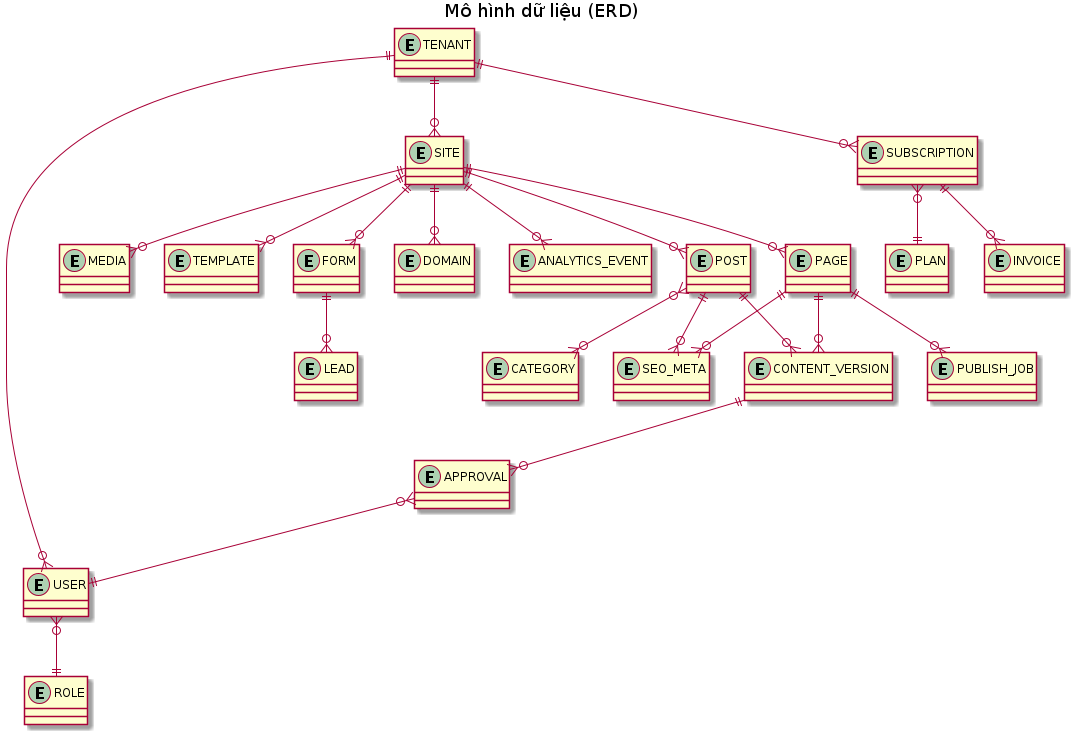 Mô hình dữ liệu (ERD)
E TENANT
E SITE
E SUBSCRIPTION
E MEDIA
E TEMPLATE
E FORM
E DOMAIN
E ANALYTICS_EVENT
E POST
E PAGE
E PLAN
E INVOICE
E LEAD
E CATEGORY
E SEO_META
E CONTENT_VERSION
E PUBLISH_JOB
E APPROVAL
E USER
E ROLE